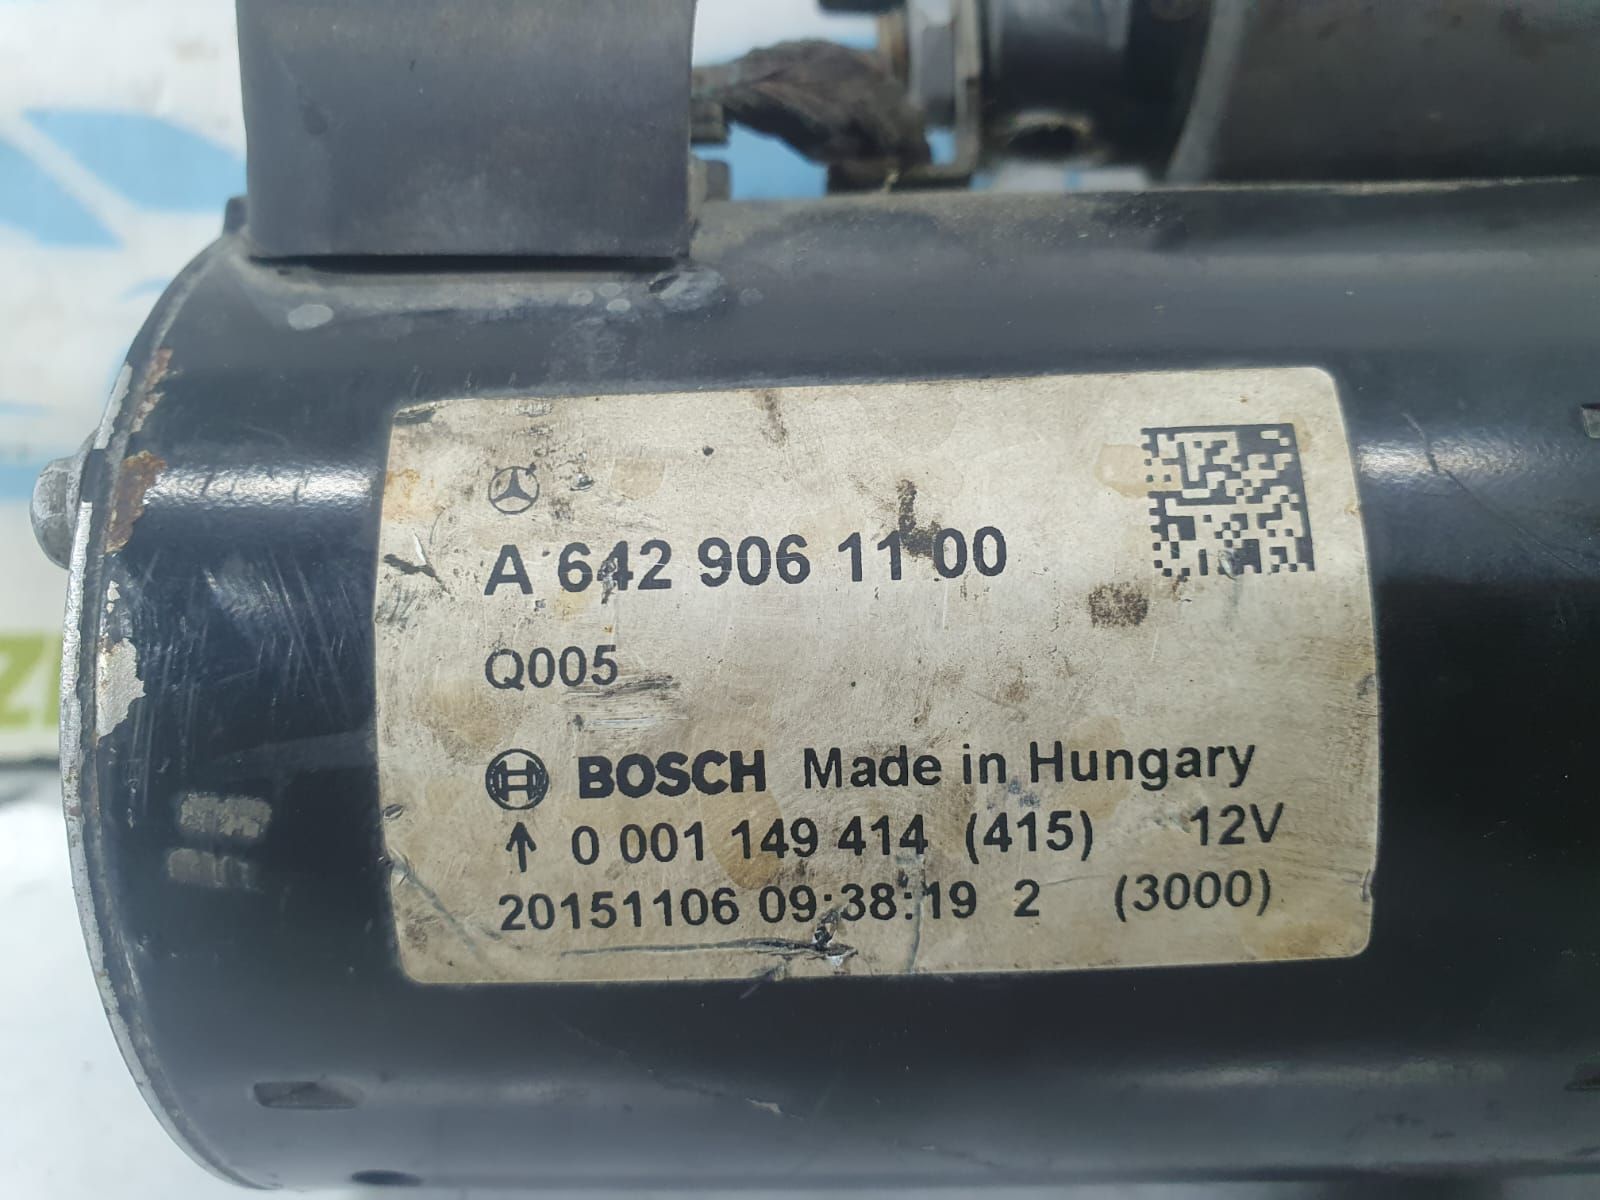 A 642 906 11 00
Q005
BOSCH Made in Hungary
↑ 0 001 149 414 (415) 12V
20151106 09:38:19 2 (3000)